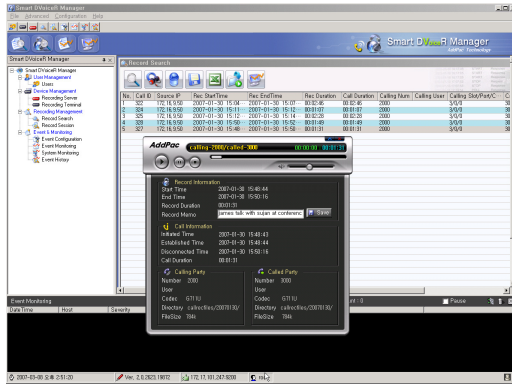 Smart DVoiceR Manager
File Advanced Configuration Help
Smart DVoiceR Manager
AddPac Technology
Smart DVoiceR Manager
Smart DVoiceR Manager
User Management
Users
Device Management
Recording Server
Recording Terminal
Recording Management
Record Search
Record Session
Event & Monitoring
Event Configuration
Event Monitoring
System Monitoring
Event History
Record Search
No. Call ID Source IP Rec StartTime Rec EndTime Rec Duration Call Duration Calling Num Calling User Calling Slot/Port/C
1 322 172,16,9,50 2007-01-30 15:04 2007-01-30 15:07 00:02:46 00:02:46 2000 3/0/0
2 324 172,16,9,50 2007-01-30 15:11 2007-01-30 15:12 00:01:07 00:01:07 2000 3/0/0
3 325 172,16,9,50 2007-01-30 15:12 2007-01-30 15:14 00:02:28 00:02:28 2000 3/0/0
4 320 172,16,9,50 2007-01-30 15:50 2007-01-30 15:52 00:01:49 00:01:49 2000 3/0/0
5 327 172,16,9,50 2007-01-30 15:48 2007-01-30 15:50 00:01:31 00:01:31 2000 3/0/0
AddPac calling-2000/called-3000 00:00:00 00:01:31
Record Information
Start Time 2007-01-30 15:48:44
End Time 2007-01-30 15:50:16
Record Duration 00:01:31
Record Memo james talk with sujan at conferenc Save
Call Information
Initiated Time 2007-01-30 15:48:43
Established Time 2007-01-30 15:48:44
Disconnected Time 2007-01-30 15:50:16
Call Duration 00:01:31
Calling Party Called Party
Number 2000 Number 3000
User User
Codec G711U Codec G711U
Directory callrecfiles/20070130/ Directory callrecfiles/20070130/
FileSize 784k FileSize 784k
Event Monitoring
Pause
DateTime Host Severity
2007-03-08 오후 2:51:20 Ver, 2,0,2623,19872 172,17,101,247:9200